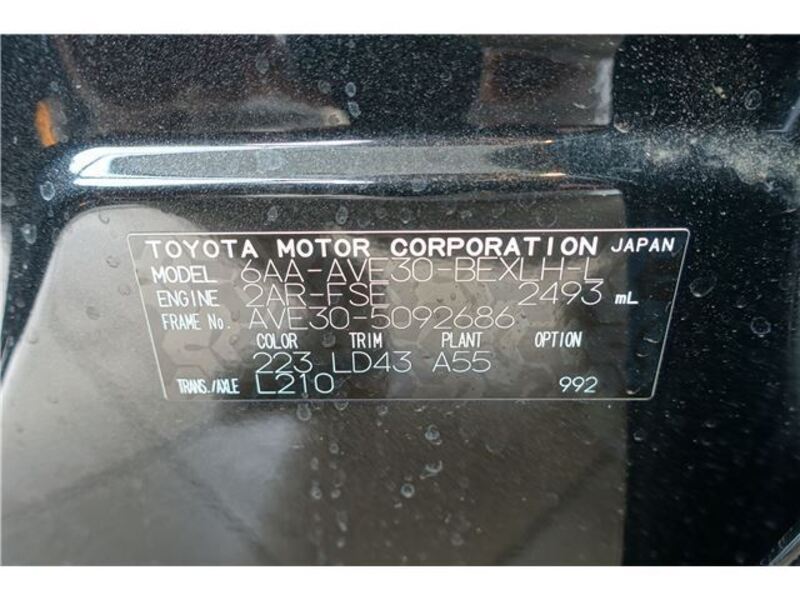 TOYOTA MOTOR CORPORATION JAPAN
MODEL 6AA-AVE30-BEXLH-L
ENGINE 2AR-FSE 2493 mL
FRAME No. AVE30-5092686
COLOR TRIM PLANT OPTION
223 LD43 A55
TRANS./AXLE L210 992